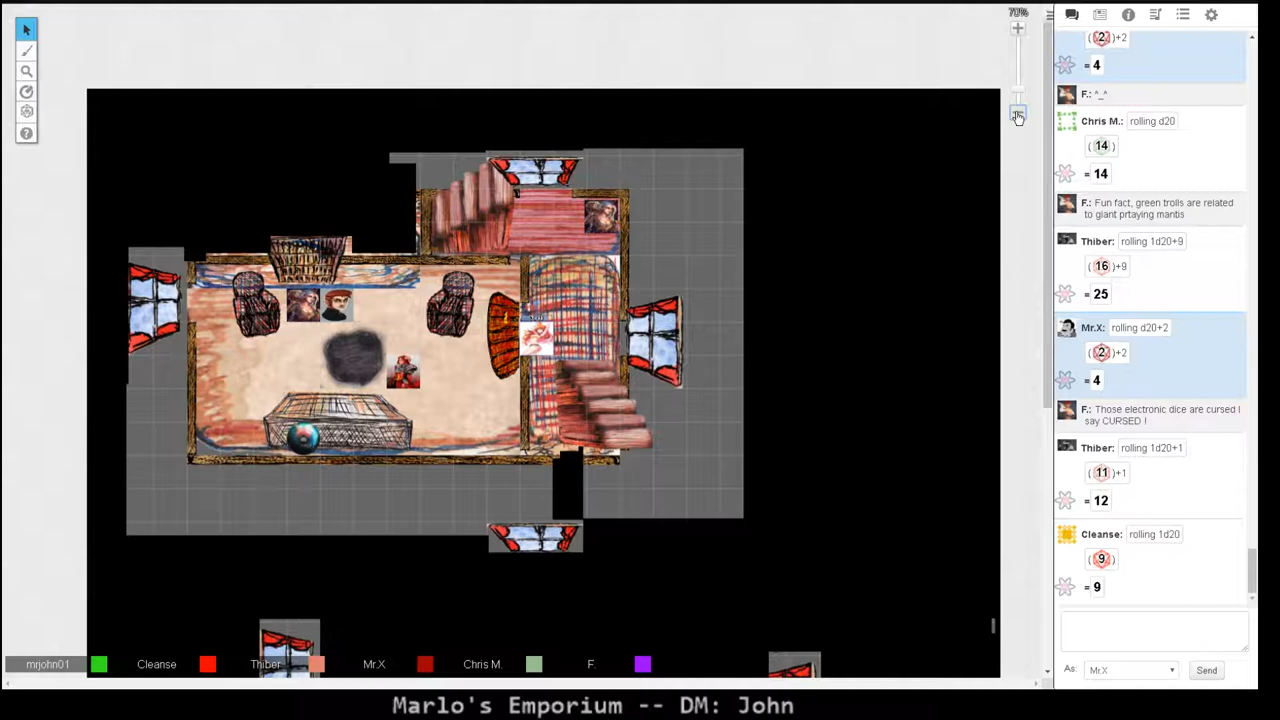 70%
(2)+2
= 4
F.: ^_^
Chris M.: rolling d20
(14)
= 14
F.: Fun fact, green trolls are related
to giant prtaying mantis
Thiber: rolling 1d20+9
(16)+9
= 25
Mr.X: rolling d20+2
(2)+2
= 4
F.: Those electronic dice are cursed I
say CURSED !
Thiber: rolling 1d20+1
(11)+1
= 12
Cleanse: rolling 1d20
(9)
= 9
As: Mr.X Send
mrjohn01 Cleanse Thiber Mr.X Chris M. F.
Marlo's Emporium -- DM: John